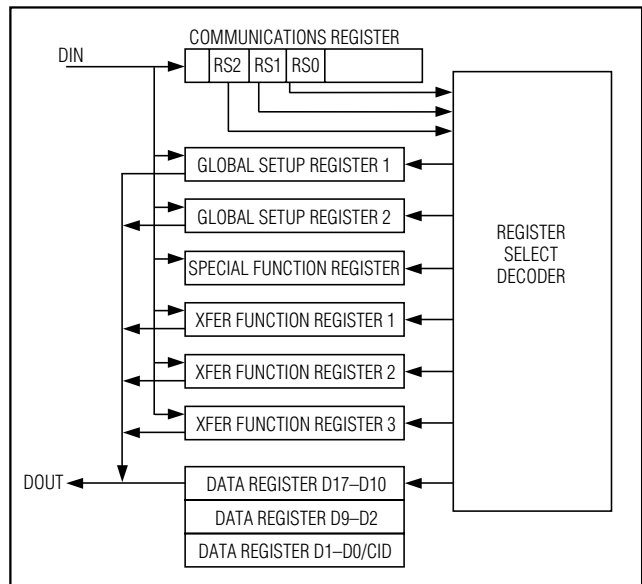 COMMUNICATIONS REGISTER
DIN
RS2 RS1 RS0
GLOBAL SETUP REGISTER 1
GLOBAL SETUP REGISTER 2
SPECIAL FUNCTION REGISTER
XFER FUNCTION REGISTER 1
XFER FUNCTION REGISTER 2
XFER FUNCTION REGISTER 3
REGISTER
SELECT
DECODER
DOUT
DATA REGISTER D17–D10
DATA REGISTER D9–D2
DATA REGISTER D1–D0/CID